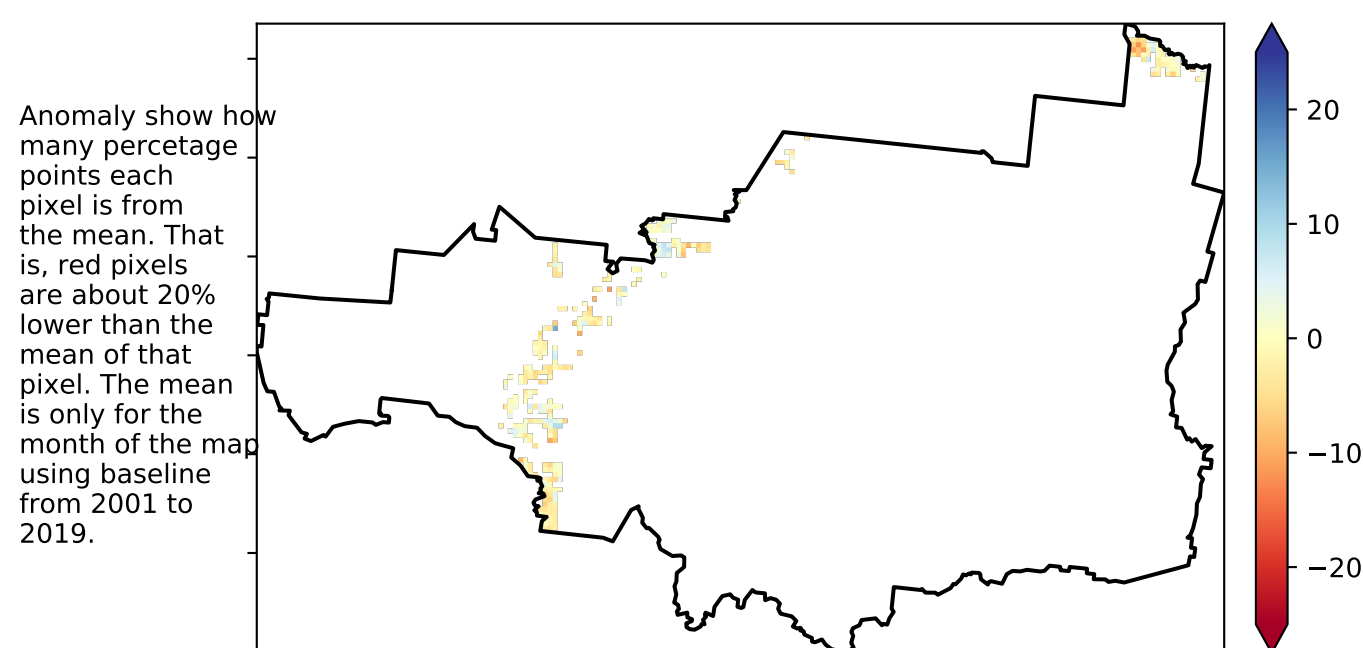 Anomaly show how
many percetage
points each
pixel is from
the mean. That
is, red pixels
are about 20%
lower than the
mean of that
pixel. The mean
is only for the
month of the map
using baseline
from 2001 to
2019.
20
10
0
−10
−20